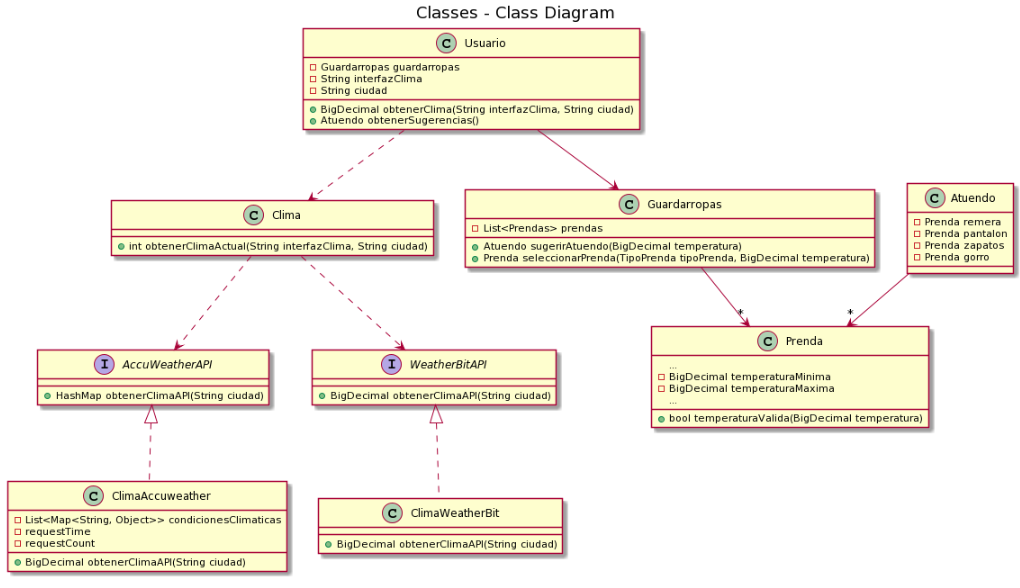 Classes - Class Diagram
C Usuario
Guardarropas guardarropas
String interfazClima
String ciudad
BigDecimal obtenerClima(String interfazClima, String ciudad)
Atuendo obtenerSugerencias()
C Clima
int obtenerClimaActual(String interfazClima, String ciudad)
C Guardarropas
List<Prendas> prendas
Atuendo sugerirAtuendo(BigDecimal temperatura)
Prenda seleccionarPrenda(TipoPrenda tipoPrenda, BigDecimal temperatura)
C Atuendo
Prenda remera
Prenda pantalon
Prenda zapatos
Prenda gorro
*
*
I AccuWeatherAPI
HashMap obtenerClimaAPI(String ciudad)
I WeatherBitAPI
BigDecimal obtenerClimaAPI(String ciudad)
C Prenda
...
BigDecimal temperaturaMinima
BigDecimal temperaturaMaxima
...
bool temperaturaValida(BigDecimal temperatura)
C ClimaAccuweather
List<Map<String, Object>> condicionesClimaticas
requestTime
requestCount
BigDecimal obtenerClimaAPI(String ciudad)
C ClimaWeatherBit
BigDecimal obtenerClimaAPI(String ciudad)